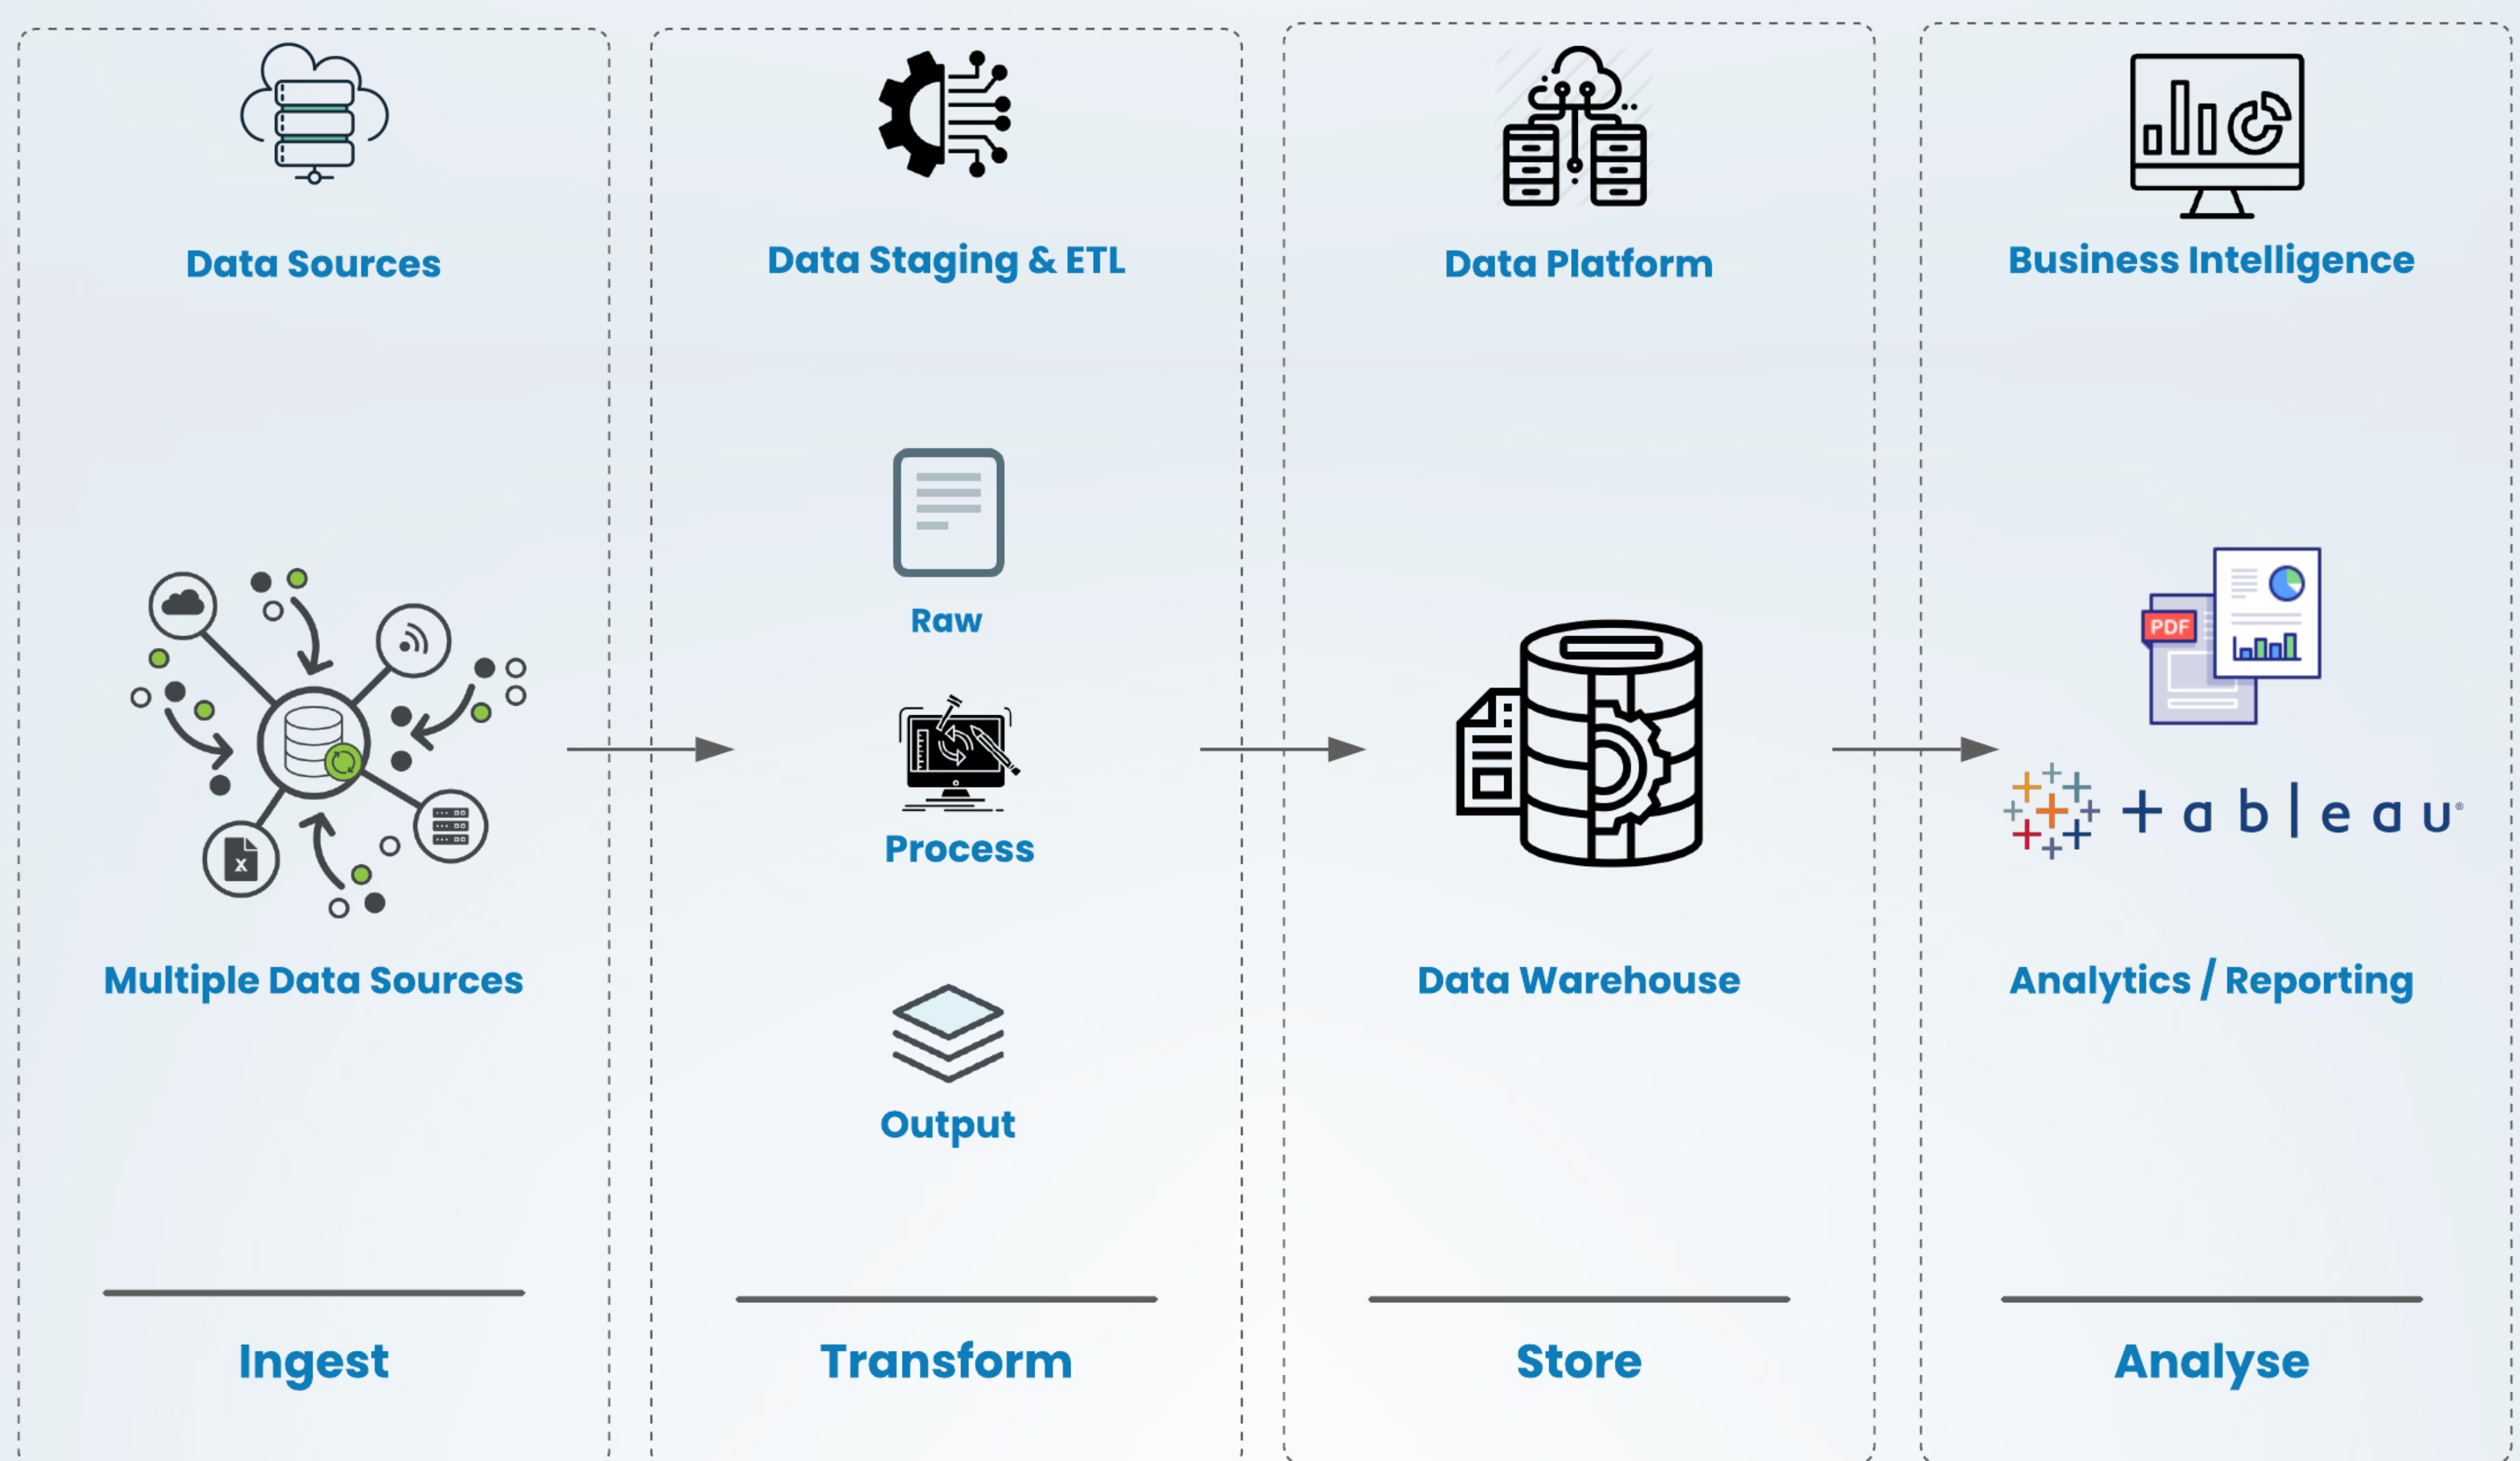 Data Sources
Data Staging & ETL
Data Platform
Business Intelligence
Raw
PDF
Process
X
tableau®
Multiple Data Sources
Data Warehouse
Analytics / Reporting
Output
Ingest
Transform
Store
Analyse